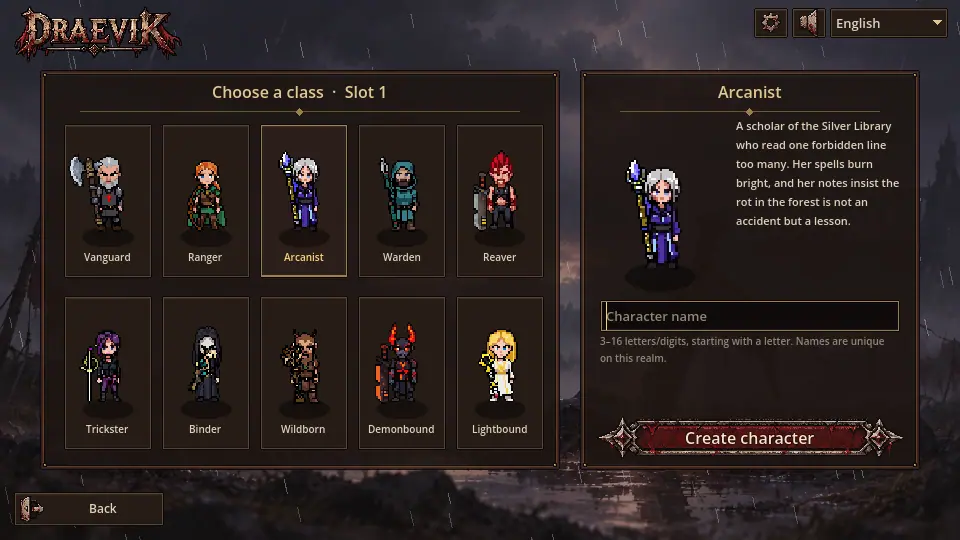 DRAEVIK
English
Choose a class · Slot 1
Vanguard
Ranger
Arcanist
Warden
Reaver
Trickster
Binder
Wildborn
Demonbound
Lightbound
Arcanist
A scholar of the Silver Library
who read one forbidden line
too many. Her spells burn
bright, and her notes insist the
rot in the forest is not an
accident but a lesson.
Character name
3–16 letters/digits, starting with a letter. Names are unique
on this realm.
Create character
Back